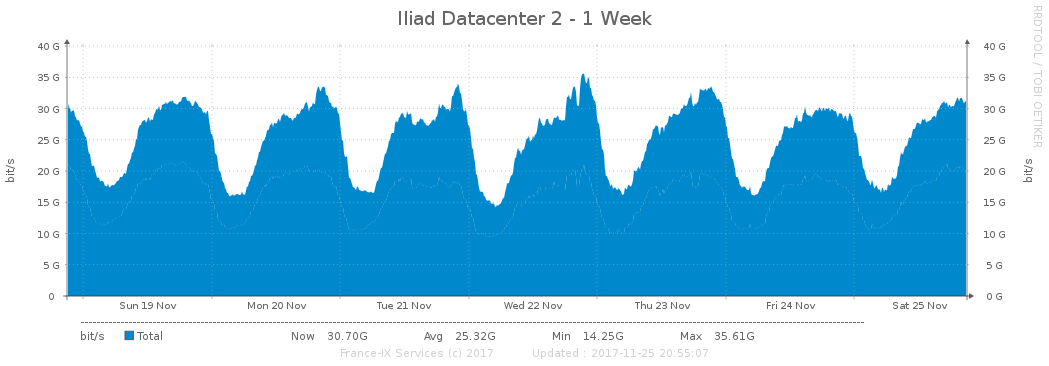 Iliad Datacenter 2 - 1 Week
RRDTOOL / TOBI OETIKER
bit/s
40 G
35 G
30 G
25 G
20 G
15 G
10 G
5 G
0
40 G
35 G
30 G
25 G
20 G
15 G
10 G
5 G
0 G
bit/s
Sun 19 Nov Mon 20 Nov Tue 21 Nov Wed 22 Nov Thu 23 Nov Fri 24 Nov Sat 25 Nov
bit/s Total Now 30.70G Avg 25.32G Min 14.25G Max 35.61G
France-IX Services (c) 2017 Updated : 2017-11-25 20:55:07